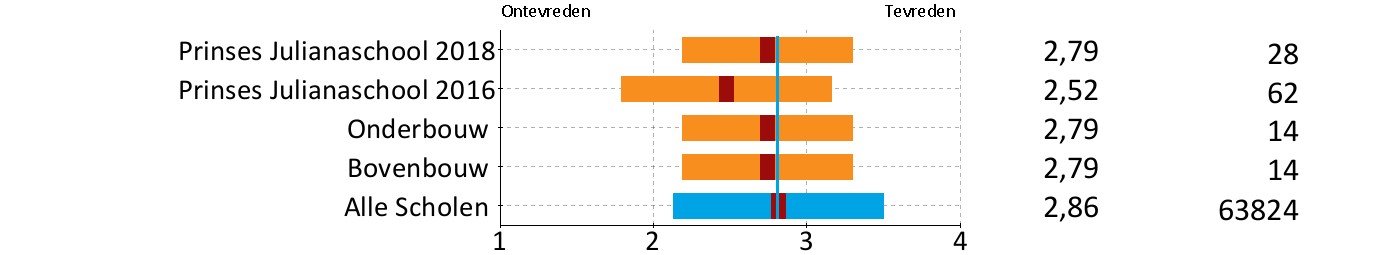 Ontevreden Tevreden
Prinses Julianaschool 2018 2,79 28
Prinses Julianaschool 2016 2,52 62
Onderbouw 2,79 14
Bovenbouw 2,79 14
Alle Scholen 2,86 63824
1 2 3 4